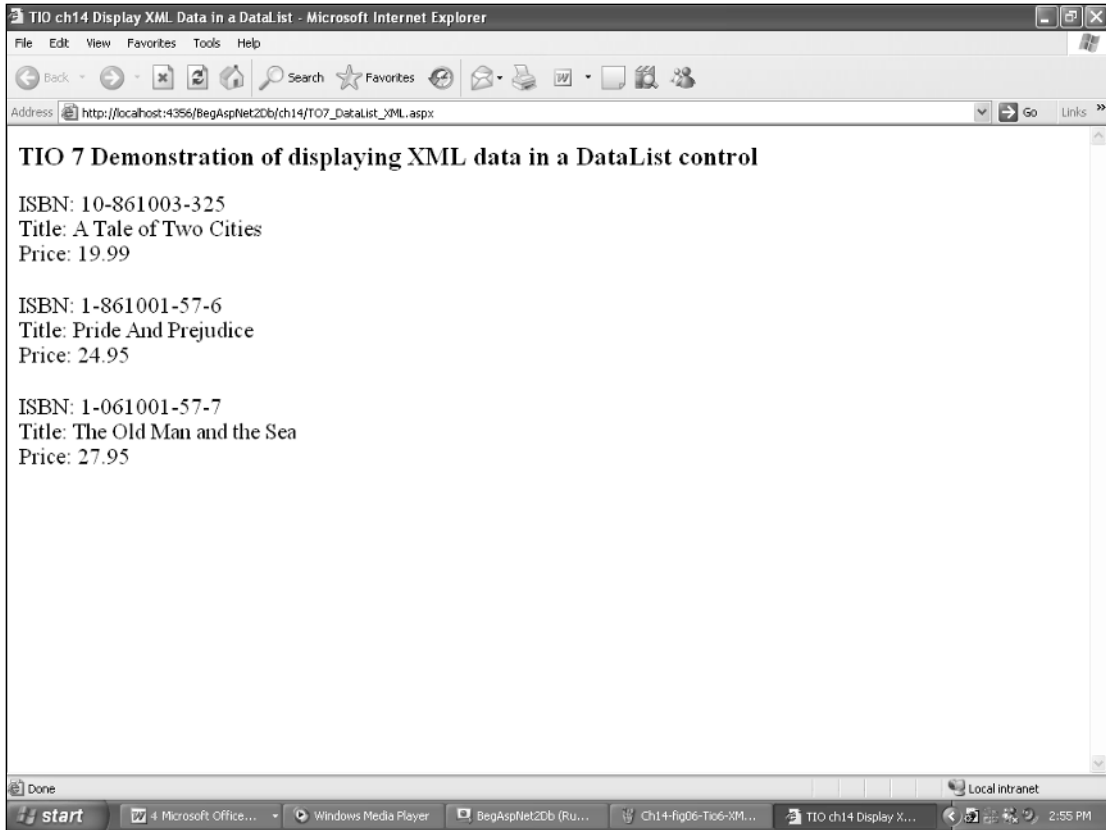 TIO ch14 Display XML Data in a DataList - Microsoft Internet Explorer
File Edit View Favorites Tools Help
Back Search Favorites
Address http://localhost:4356/BegAspNet2Db/ch14/TO7_DataList_XML.aspx Go Links »
TIO 7 Demonstration of displaying XML data in a DataList control
ISBN: 10-861003-325
Title: A Tale of Two Cities
Price: 19.99
ISBN: 1-861001-57-6
Title: Pride And Prejudice
Price: 24.95
ISBN: 1-061001-57-7
Title: The Old Man and the Sea
Price: 27.95
Done Local intranet
start 4 Microsoft Office... Windows Media Player BegAspNet2Db (Ru... Ch14-fig06-Tio6-XM... TIO ch14 Display X... 2:55 PM